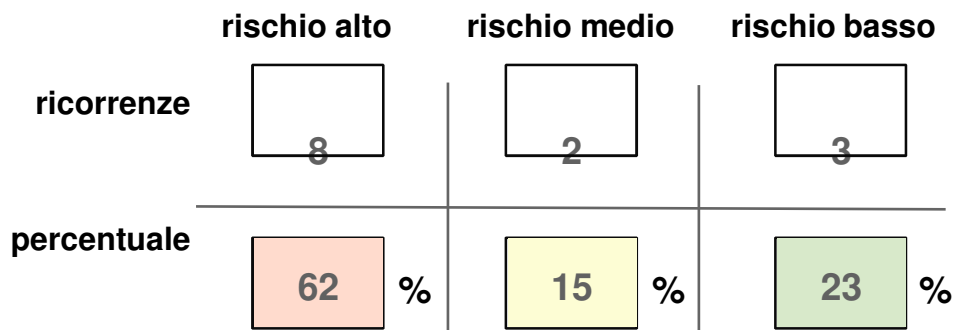 rischio alto rischio medio rischio basso
ricorrenze
8 2 3
percentuale
62 % 15 % 23 %